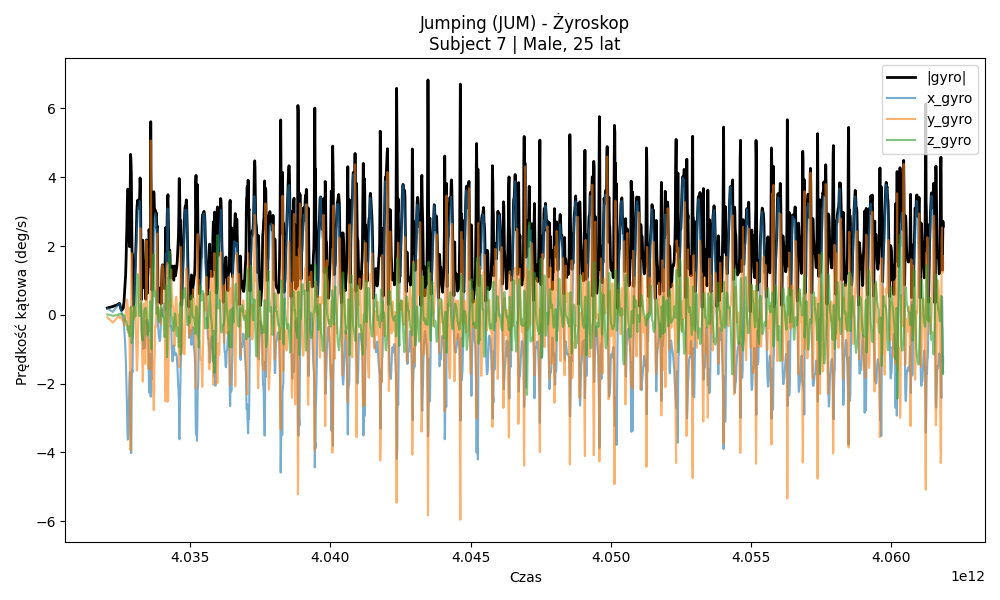 Jumping (JUM) - Żyroskop
Subject 7 | Male, 25 lat
|gyro|
x_gyro
y_gyro
z_gyro
Prędkość kątowa (deg/s)
6
4
2
0
−2
−4
−6
4.035 4.040 4.045 4.050 4.055 4.060
1e12
Czas